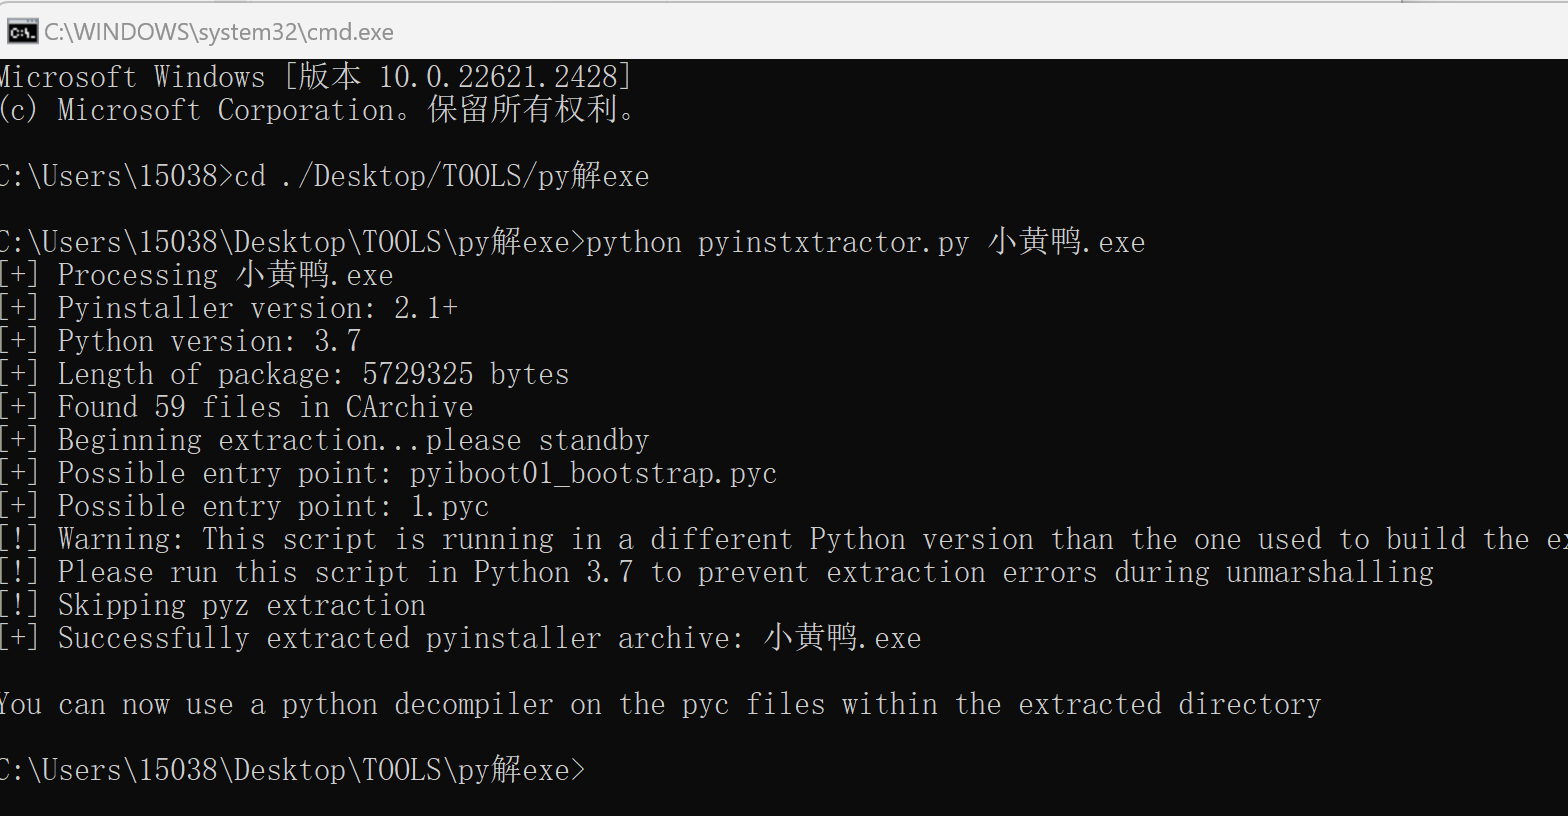 C:\WINDOWS\system32\cmd.exe
Microsoft Windows [版本 10.0.22621.2428]
(c) Microsoft Corporation。保留所有权利。
C:\Users\15038>cd ./Desktop/TOOLS/py解exe
C:\Users\15038\Desktop\TOOLS\py解exe>python pyinstxtractor.py 小黄鸭.exe
[+] Processing 小黄鸭.exe
[+] Pyinstaller version: 2.1+
[+] Python version: 3.7
[+] Length of package: 5729325 bytes
[+] Found 59 files in CArchive
[+] Beginning extraction...please standby
[+] Possible entry point: pyiboot01_bootstrap.pyc
[+] Possible entry point: 1.pyc
[!] Warning: This script is running in a different Python version than the one used to build the
[!] Please run this script in Python 3.7 to prevent extraction errors during unmarshalling
[!] Skipping pyz extraction
[+] Successfully extracted pyinstaller archive: 小黄鸭.exe
You can now use a python decompiler on the pyc files within the extracted directory
C:\Users\15038\Desktop\TOOLS\py解exe>